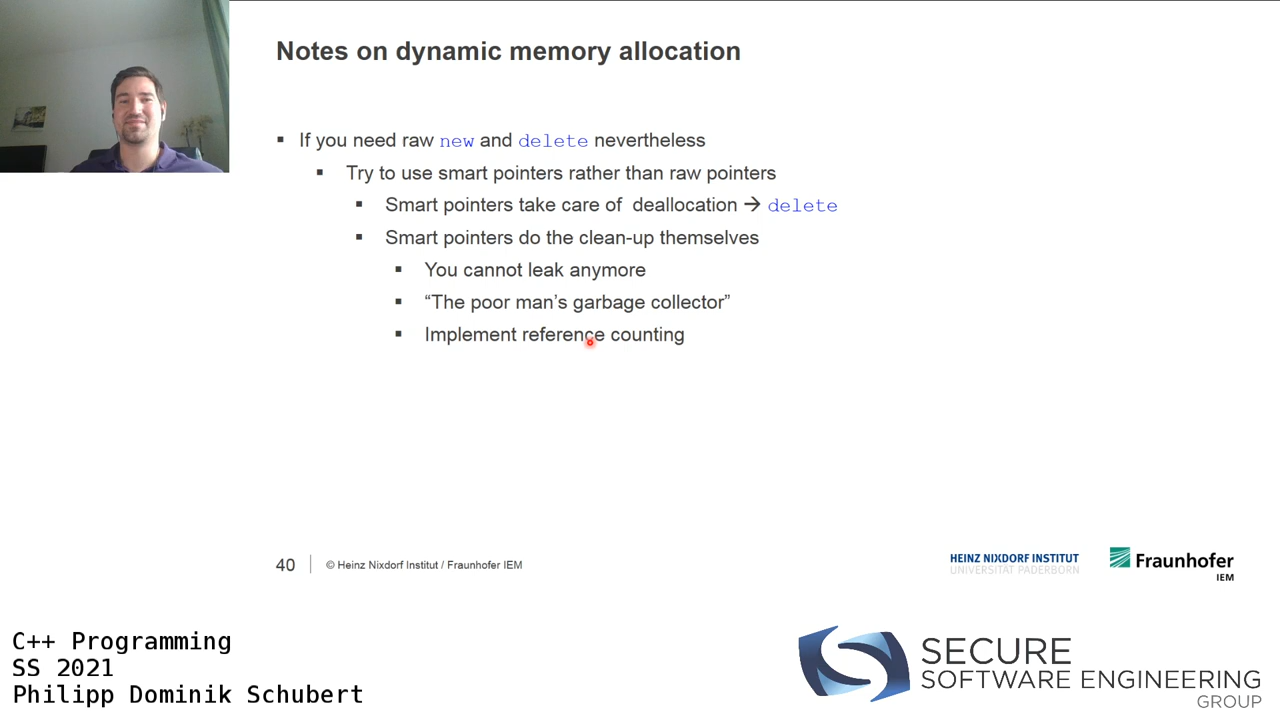 Notes on dynamic memory allocation
▪ If you need raw new and delete nevertheless
▪ Try to use smart pointers rather than raw pointers
▪ Smart pointers take care of deallocation → delete
▪ Smart pointers do the clean-up themselves
▪ You cannot leak anymore
▪ “The poor man’s garbage collector”
▪ Implement reference counting
40 © Heinz Nixdorf Institut / Fraunhofer IEM
HEINZ NIXDORF INSTITUT
UNIVERSITÄT PADERBORN
Fraunhofer
IEM
C++ Programming
SS 2021
Philipp Dominik Schubert
SECURE
SOFTWARE ENGINEERING
GROUP